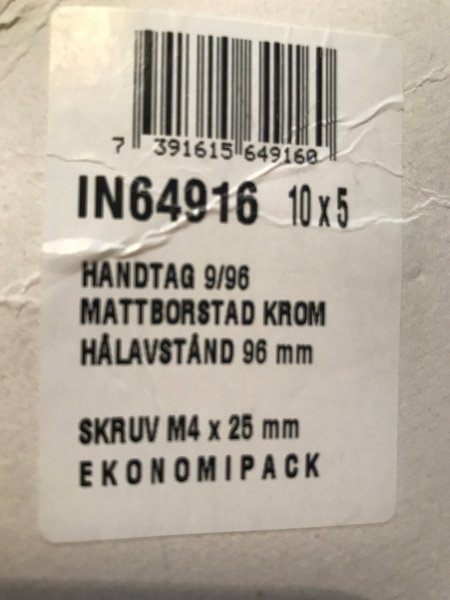 7 391615 649160
IN64916 10 x 5
HANDTAG 9/96
MATTBORSTAD KROM
HÅLAVSTÅND 96 mm
SKRUV M4 x 25 mm
EKONOMIPACK